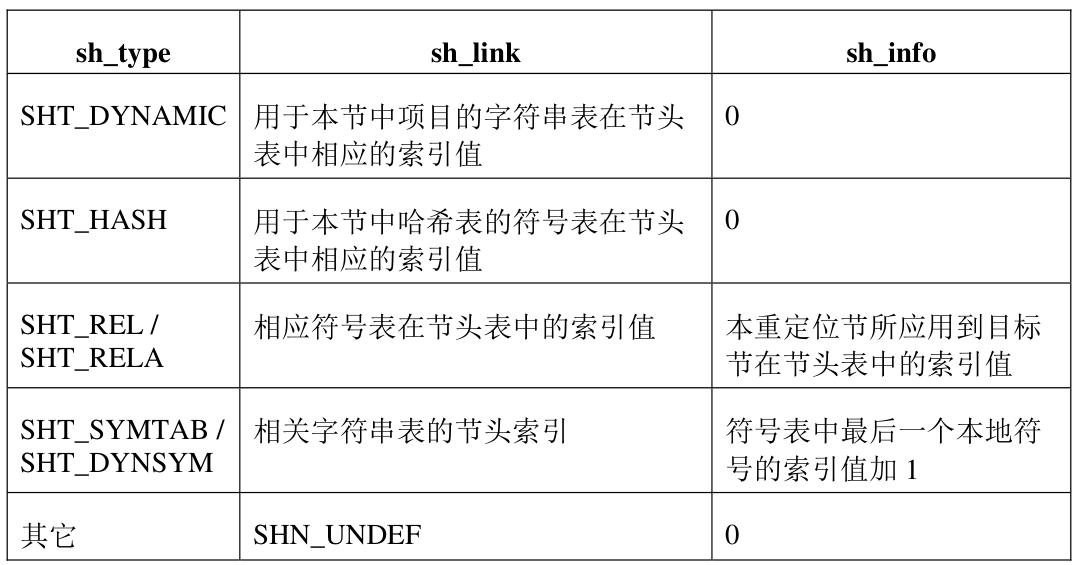 sh_type sh_link sh_info
SHT_DYNAMIC 用于本节中项目的字符串表在节头 0
表中相应的索引值
SHT_HASH 用于本节中哈希表的符号表在节头 0
表中相应的索引值
SHT_REL / 相应符号表在节头表中的索引值 本重定位节所应用到目标
SHT_RELA 节在节头表中的索引值
SHT_SYMTAB / 相关字符串表的节头索引 符号表中最后一个本地符
SHT_DYNSYM 号的索引值加 1
其它 SHN_UNDEF 0